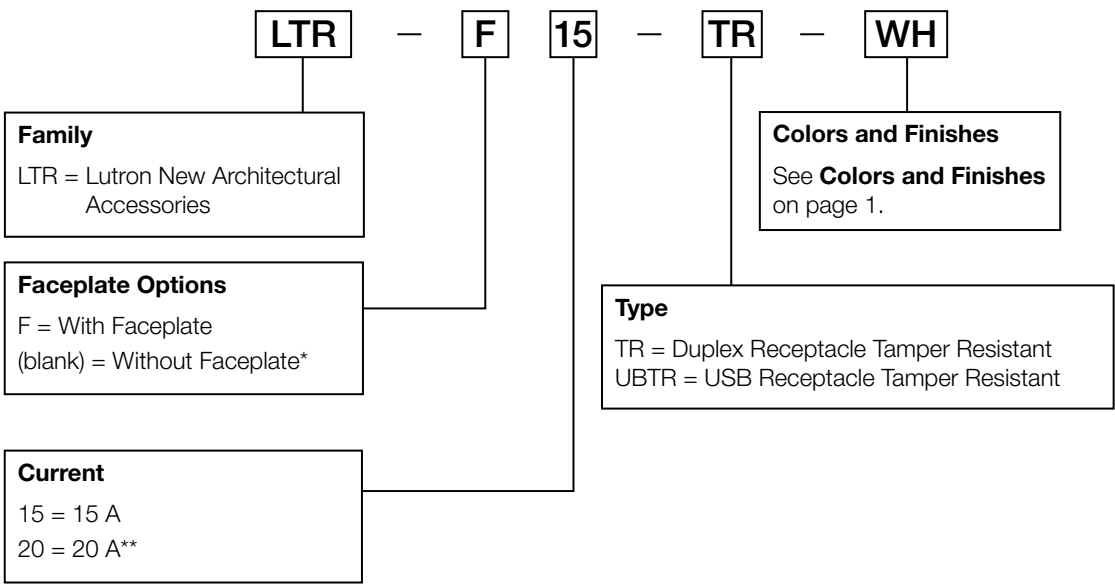 LTR – F 15 – TR – WH
Family
LTR = Lutron New Architectural
Accessories
Colors and Finishes
See Colors and Finishes
on page 1.
Faceplate Options
F = With Faceplate
(blank) = Without Faceplate*
Type
TR = Duplex Receptacle Tamper Resistant
UBTR = USB Receptacle Tamper Resistant
Current
15 = 15 A
20 = 20 A**